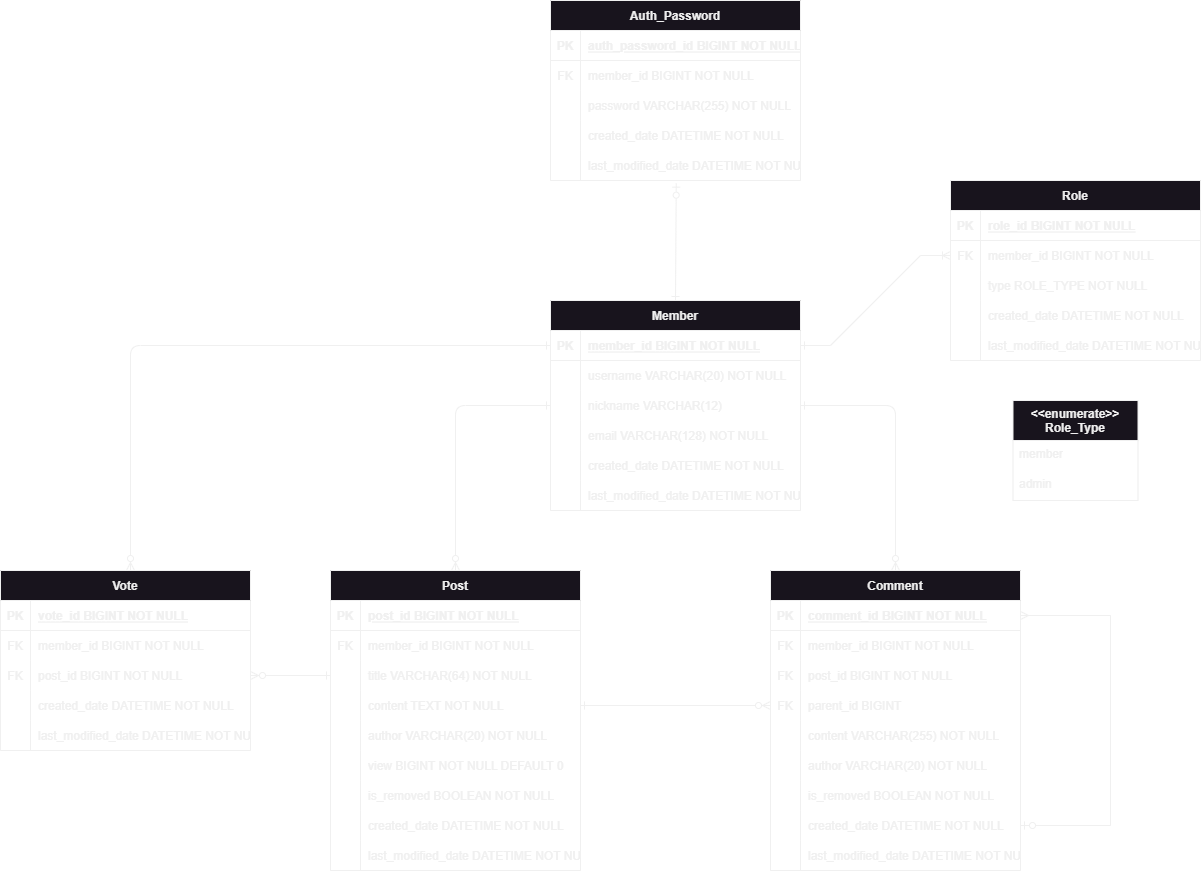 Auth_Password
PK auth_password_id BIGINT NOT NULL
FK member_id BIGINT NOT NULL
password VARCHAR(255) NOT NULL
created_date DATETIME NOT NULL
last_modified_date DATETIME NOT NU
Role
PK role_id BIGINT NOT NULL
FK member_id BIGINT NOT NULL
type ROLE_TYPE NOT NULL
created_date DATETIME NOT NULL
last_modified_date DATETIME NOT NU
Member
PK member_id BIGINT NOT NULL
username VARCHAR(20) NOT NULL
nickname VARCHAR(12)
email VARCHAR(128) NOT NULL
created_date DATETIME NOT NULL
last_modified_date DATETIME NOT NU
<<enumerate>>
Role_Type
member
admin
Vote
PK vote_id BIGINT NOT NULL
FK member_id BIGINT NOT NULL
FK post_id BIGINT NOT NULL
created_date DATETIME NOT NULL
last_modified_date DATETIME NOT NU
Post
PK post_id BIGINT NOT NULL
FK member_id BIGINT NOT NULL
title VARCHAR(64) NOT NULL
content TEXT NOT NULL
author VARCHAR(20) NOT NULL
view BIGINT NOT NULL DEFAULT 0
is_removed BOOLEAN NOT NULL
created_date DATETIME NOT NULL
last_modified_date DATETIME NOT NU
Comment
PK comment_id BIGINT NOT NULL
FK member_id BIGINT NOT NULL
FK post_id BIGINT NOT NULL
FK parent_id BIGINT
content VARCHAR(255) NOT NULL
author VARCHAR(20) NOT NULL
is_removed BOOLEAN NOT NULL
created_date DATETIME NOT NULL
last_modified_date DATETIME NOT NU